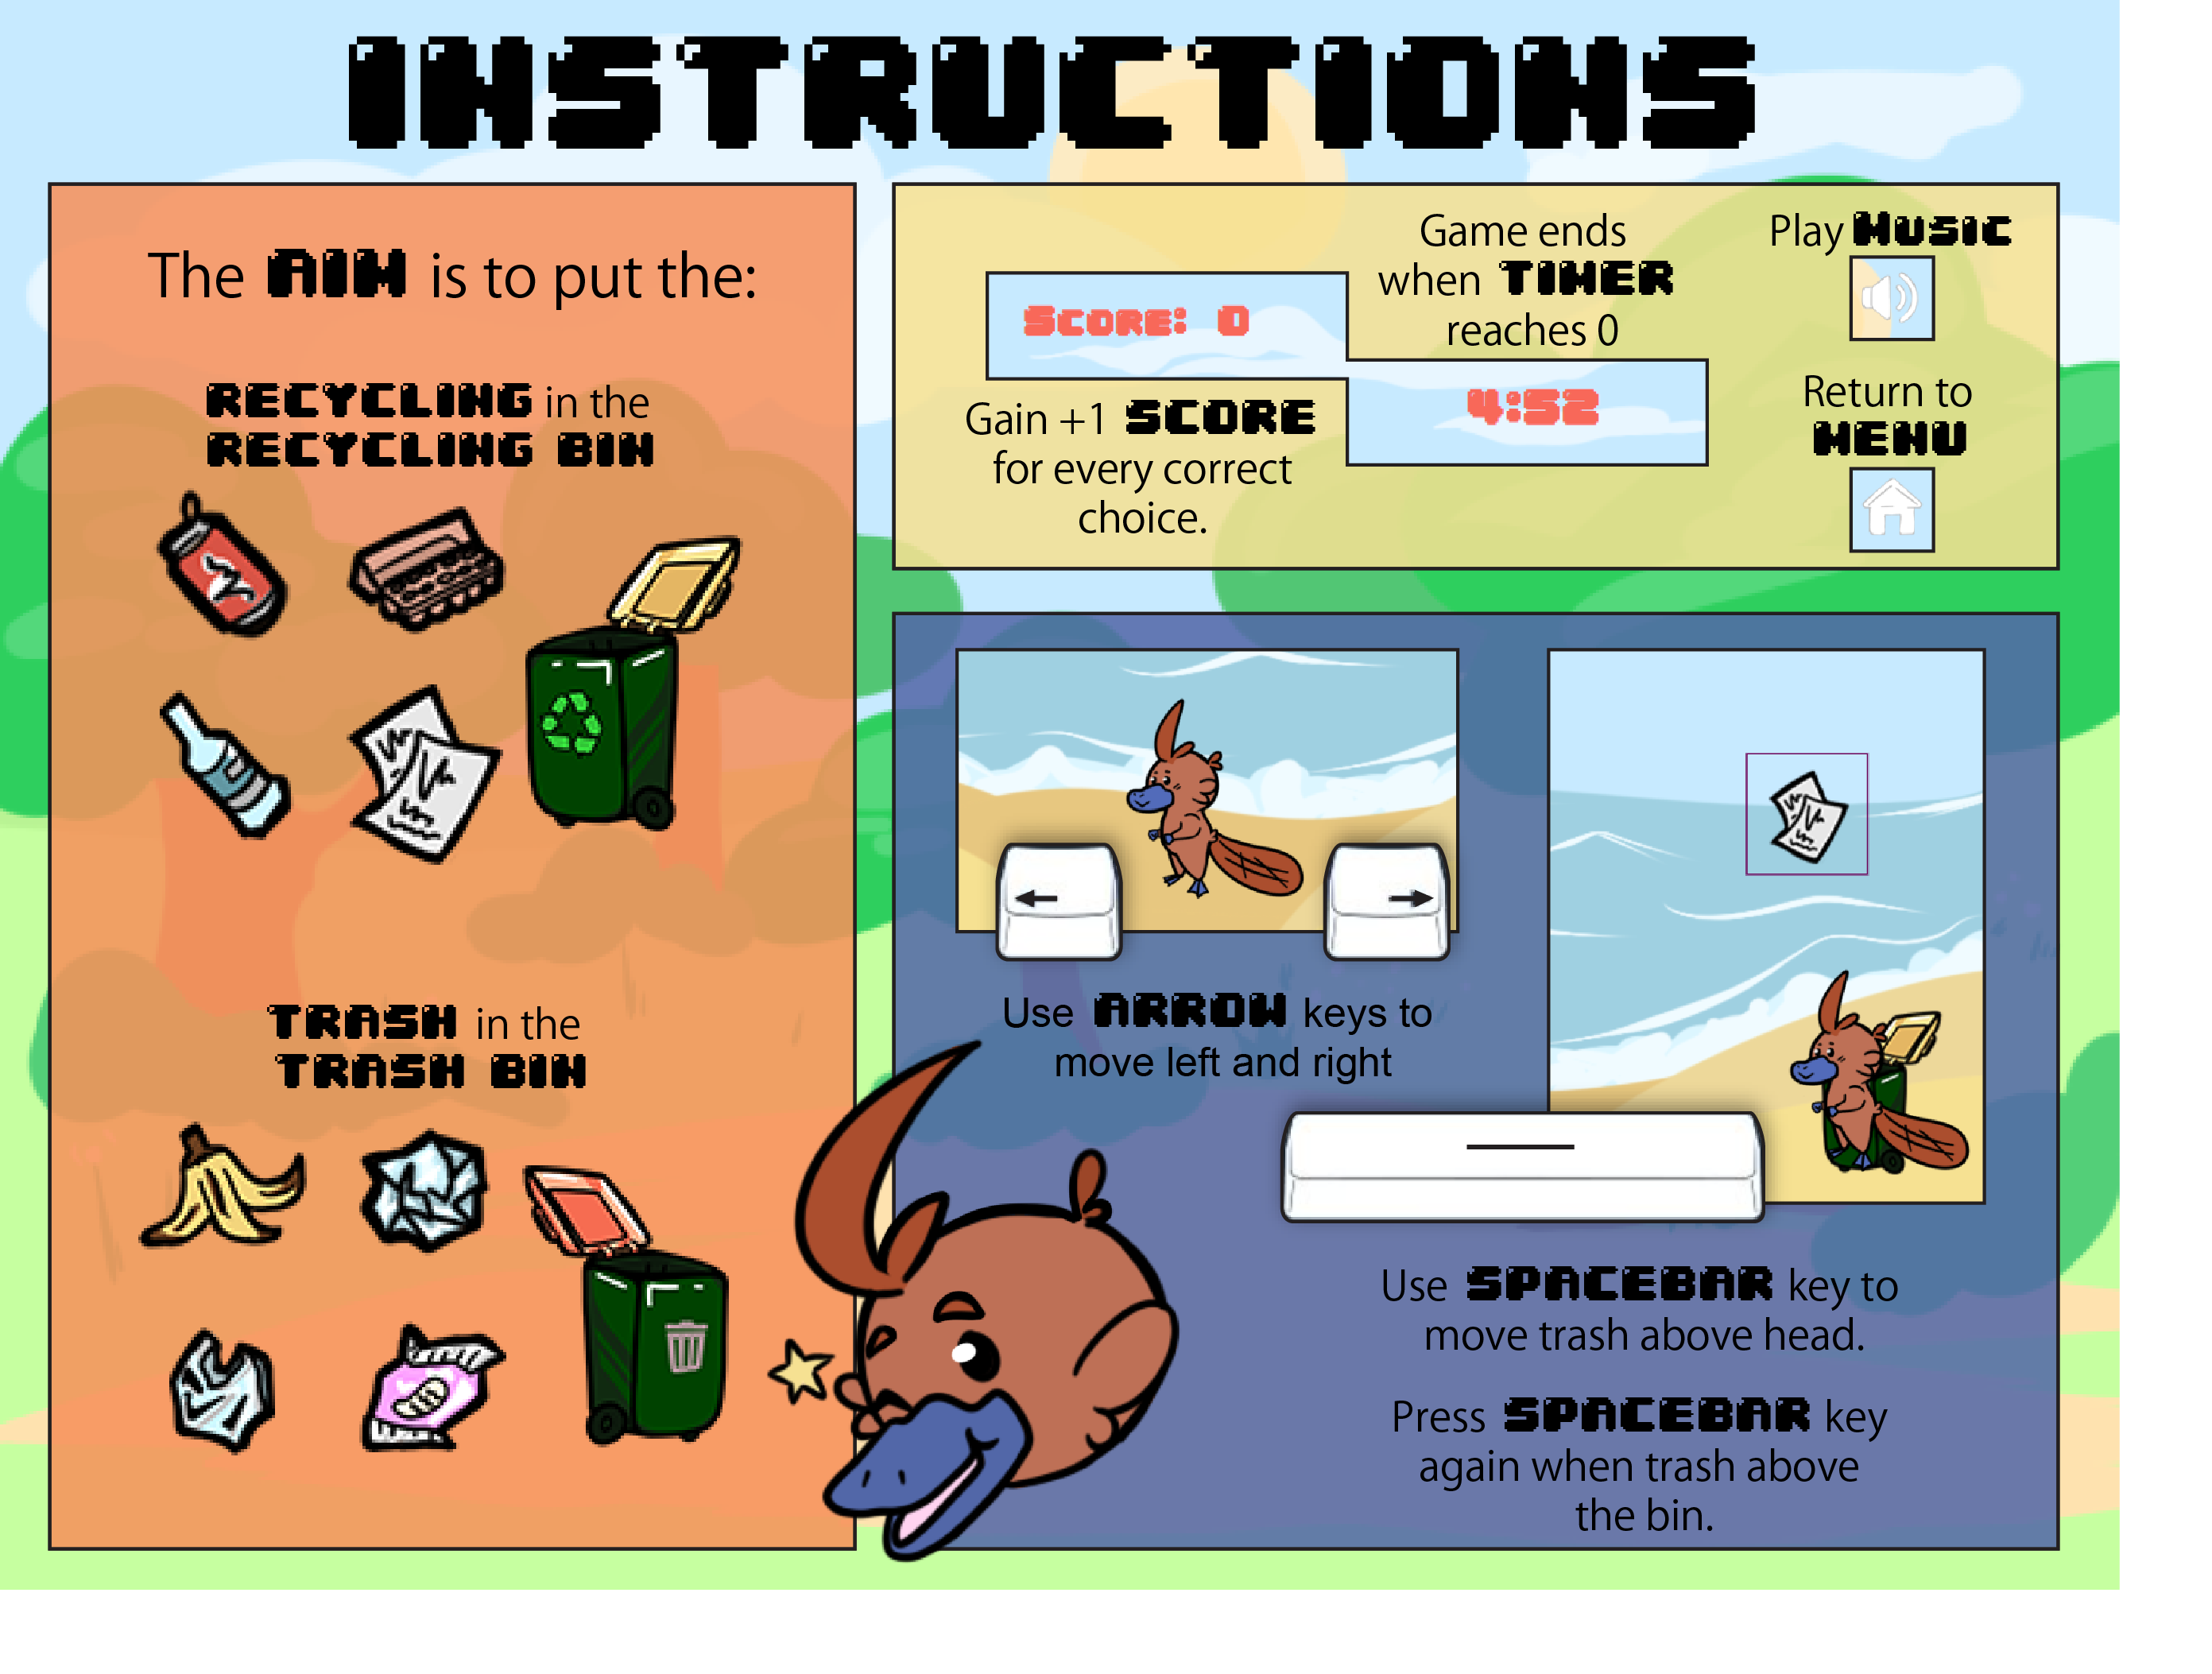 INSTRUCTIONS
The AIM is to put the:
RECYCLING in the
RECYCLING BIN
TRASH in the
TRASH BIN
Score: 0
Gain +1 SCORE
for every correct
choice.
Game ends
when TIMER
reaches 0
4:52
Play Music
Return to
MENU
Use ARROW keys to
move left and right
Use SPACEBAR key to
move trash above head.
Press SPACEBAR key
again when trash above
the bin.